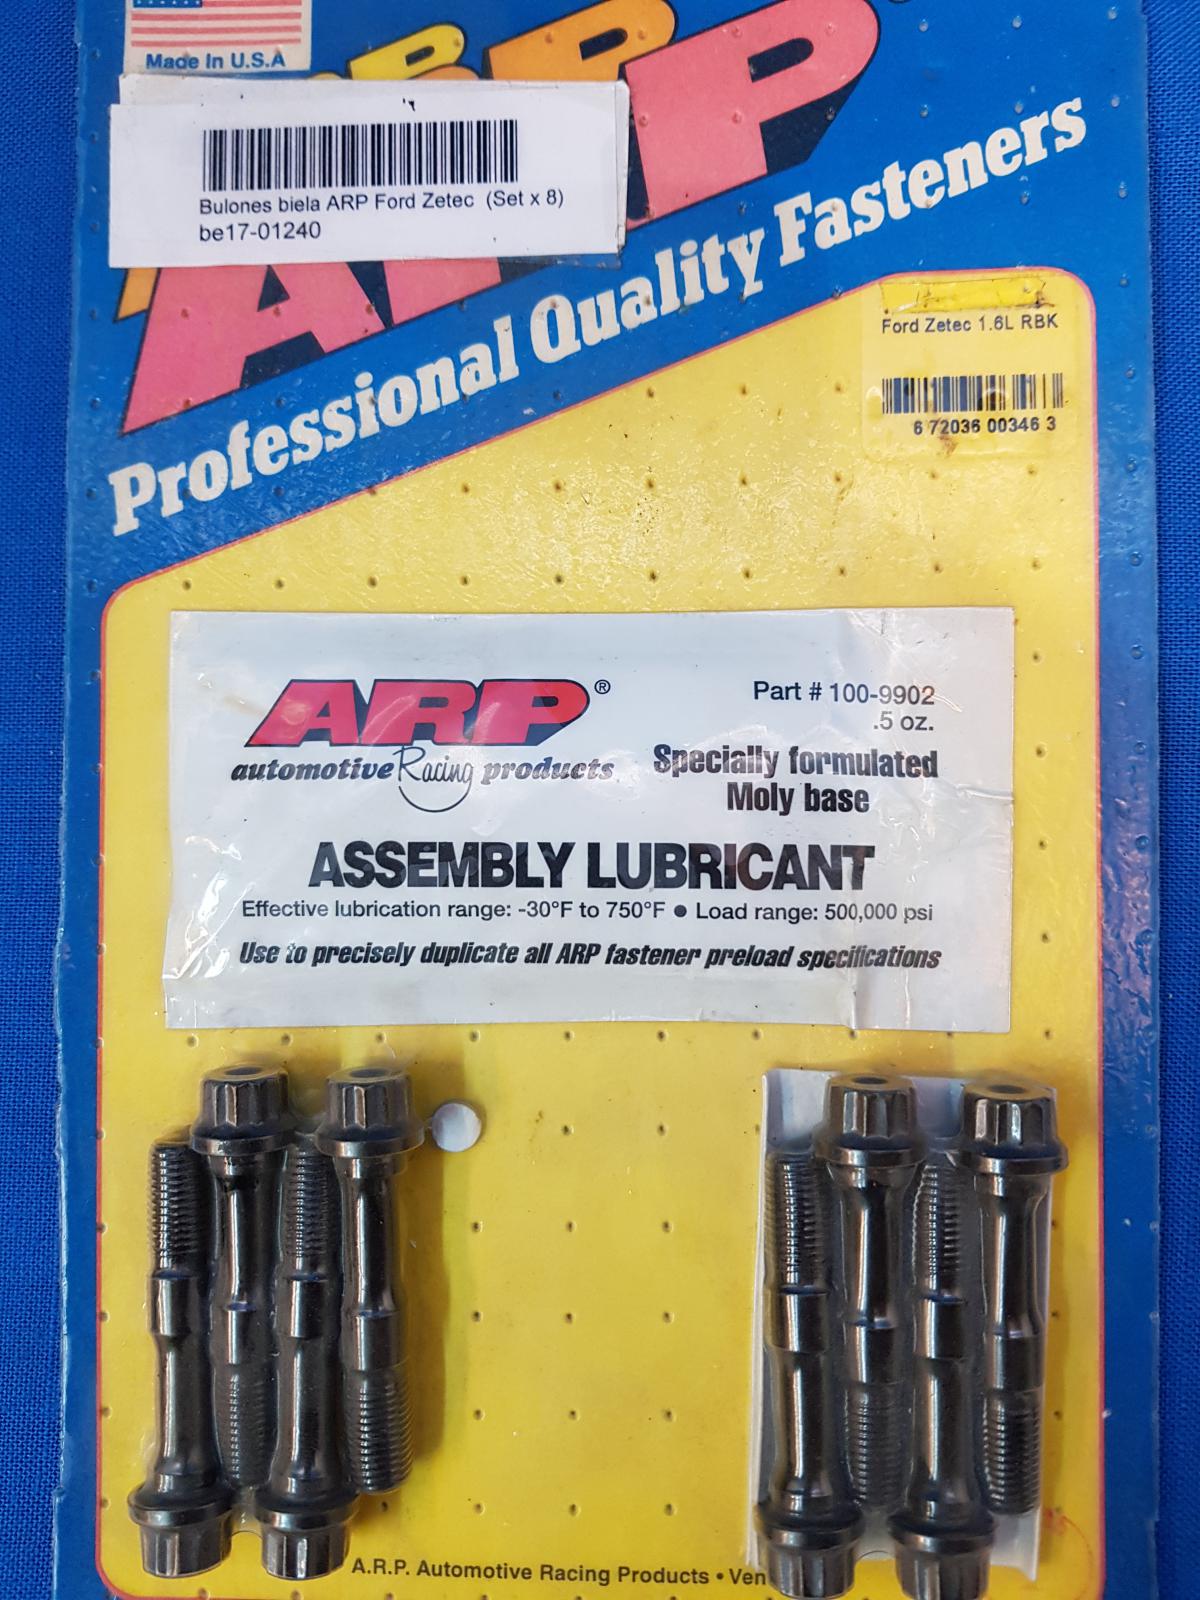 Made In U.S.A
ARP
Professional Quality Fasteners
Bulones biela ARP Ford Zetec (Set x 8)
be17-01240
Ford Zetec 1.6L RBK
6 72036 00346 3
ARP®
automotive Racing products
Part # 100-9902
.5 oz.
Specially formulated
Moly base
ASSEMBLY LUBRICANT
Effective lubrication range: -30°F to 750°F ● Load range: 500,000 psi
Use to precisely duplicate all ARP fastener preload specifications
A.R.P. Automotive Racing Products • Ven